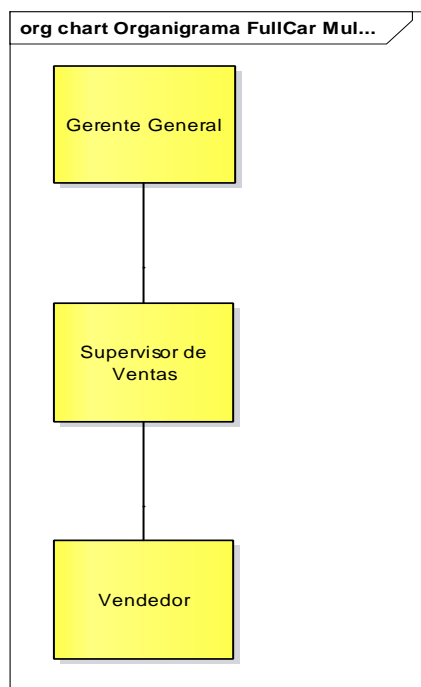 org chart Organigrama FullCar Mul...
Gerente General
Supervisor de
Ventas
Vendedor